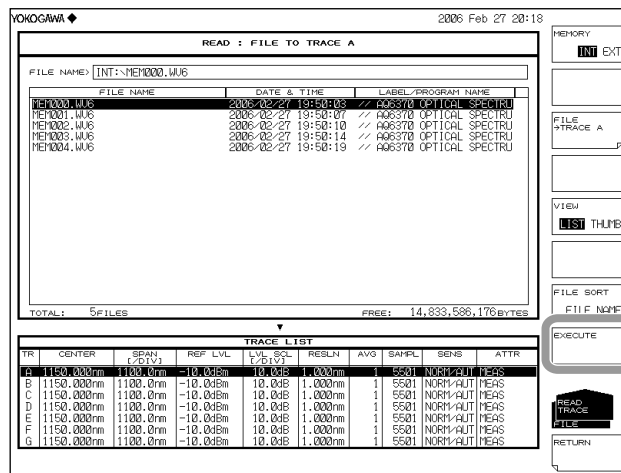 YOKOGAWA ◆ 2006 Feb 27 20:18
READ : FILE TO TRACE A
FILE NAME> INT:\MEM000.WV6
FILE NAME DATE & TIME LABEL/PROGRAM NAME
MEM000.WV6 2006/02/27 19:50:03 // AQ6370 OPTICAL SPECTRU
MEM001.WV6 2006/02/27 19:50:07 // AQ6370 OPTICAL SPECTRU
MEM002.WV6 2006/02/27 19:50:10 // AQ6370 OPTICAL SPECTRU
MEM003.WV6 2006/02/27 19:50:14 // AQ6370 OPTICAL SPECTRU
MEM004.WV6 2006/02/27 19:50:19 // AQ6370 OPTICAL SPECTRU
TOTAL: 5FILES FREE: 14,833,586,176BYTES
▼
TRACE LIST
TR CENTER SPAN [/DIV] REF LVL LVL SCL [/DIV] RESLN AVG SAMPL SENS ATTR
A 1150.000nm 1100.0nm -10.0dBm 10.0dB 1.000nm 1 5501 NORM/AUT MEAS
B 1150.000nm 1100.0nm -10.0dBm 10.0dB 1.000nm 1 5501 NORM/AUT MEAS
C 1150.000nm 1100.0nm -10.0dBm 10.0dB 1.000nm 1 5501 NORM/AUT MEAS
D 1150.000nm 1100.0nm -10.0dBm 10.0dB 1.000nm 1 5501 NORM/AUT MEAS
E 1150.000nm 1100.0nm -10.0dBm 10.0dB 1.000nm 1 5501 NORM/AUT MEAS
F 1150.000nm 1100.0nm -10.0dBm 10.0dB 1.000nm 1 5501 NORM/AUT MEAS
G 1150.000nm 1100.0nm -10.0dBm 10.0dB 1.000nm 1 5501 NORM/AUT MEAS
MEMORY
INT EXT
FILE
→TRACE A
VIEW
LIST THUMB
FILE SORT
FILE NAME
EXECUTE
READ
TRACE
FILE
RETURN